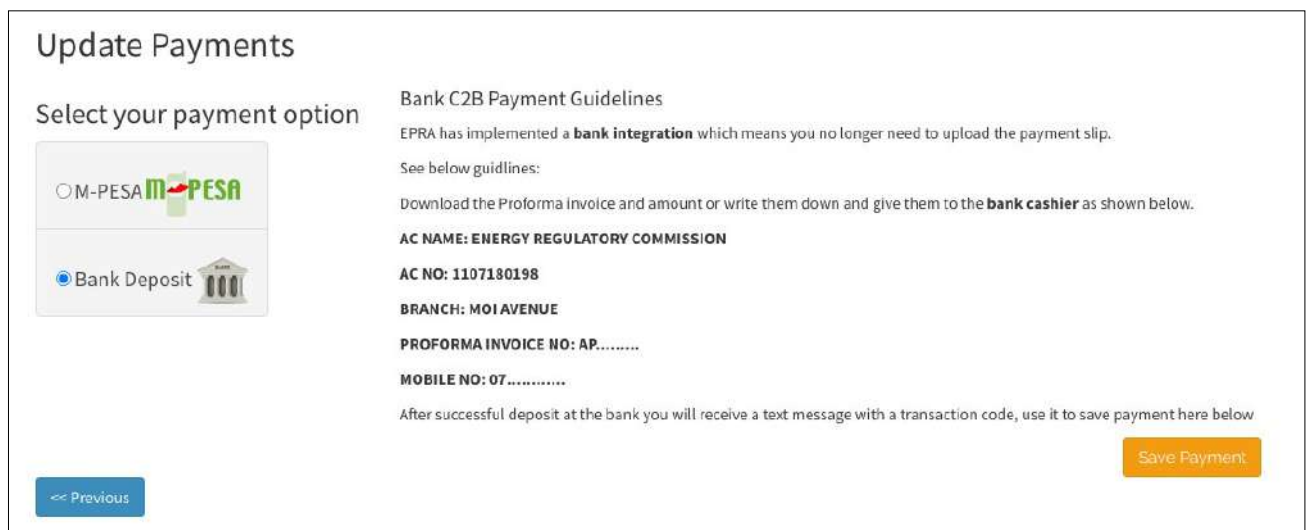 Update Payments
Select your payment option
M-PESA M-PESA
Bank Deposit
Bank C2B Payment Guidelines
EPRA has implemented a bank integration which means you no longer need to upload the payment slip.
See below guidlines:
Download the Proforma invoice and amount or write them down and give them to the bank cashier as shown below.
AC NAME: ENERGY REGULATORY COMMISSION
AC NO: 1107180198
BRANCH: MOI AVENUE
PROFORMA INVOICE NO: AP.........
MOBILE NO: 07............
After successful deposit at the bank you will receive a text message with a transaction code, use it to save payment here below
Save Payment
<< Previous